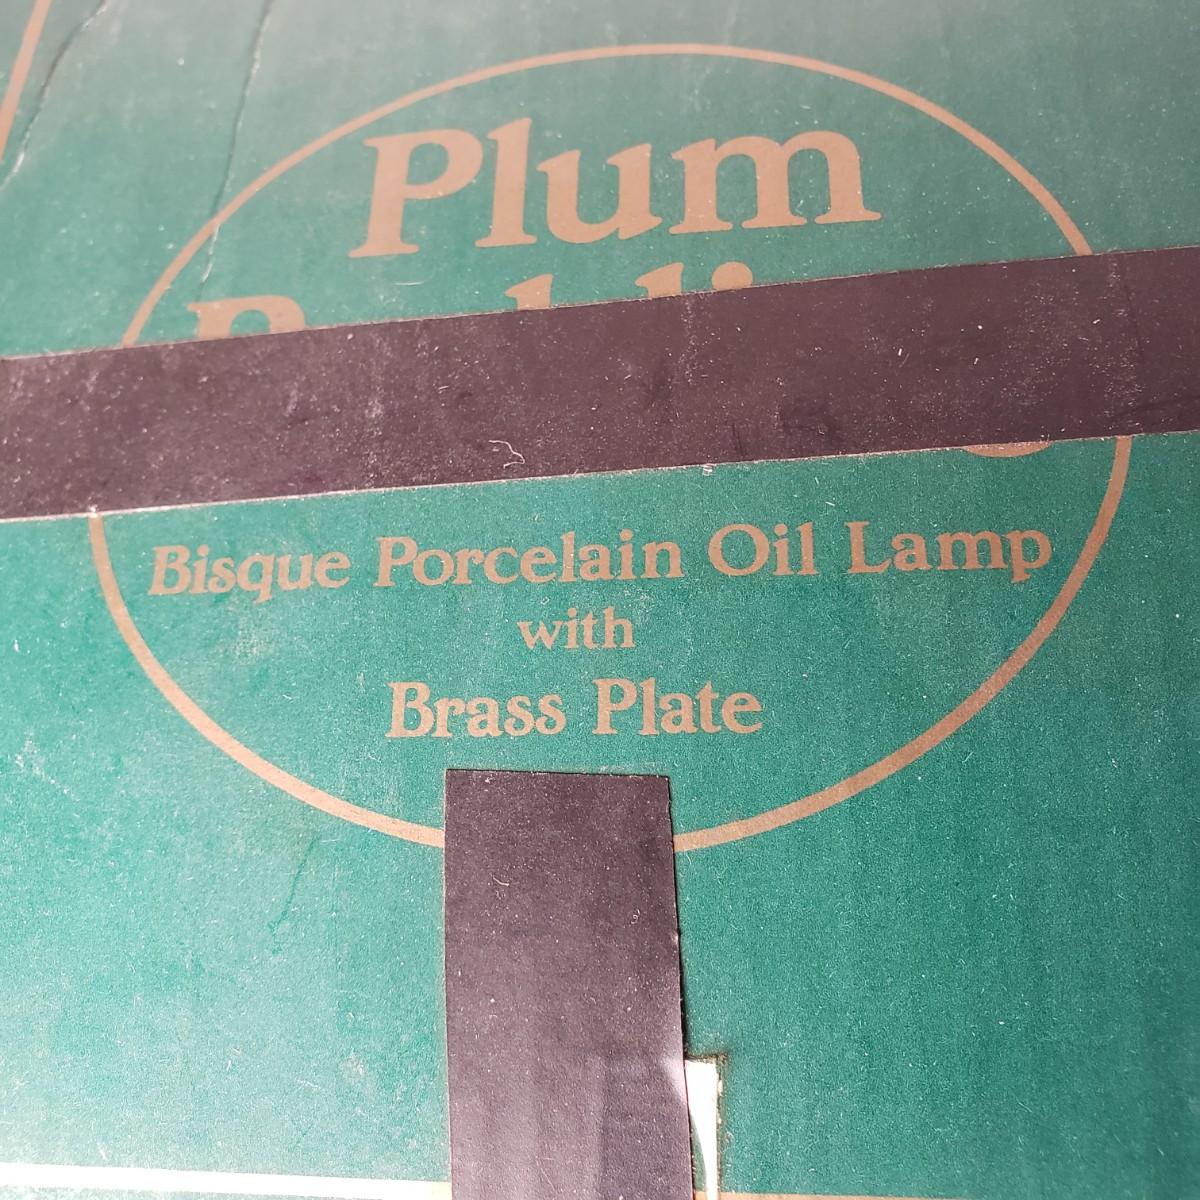 Plum
Bisque Porcelain Oil Lamp
with
Brass Plate